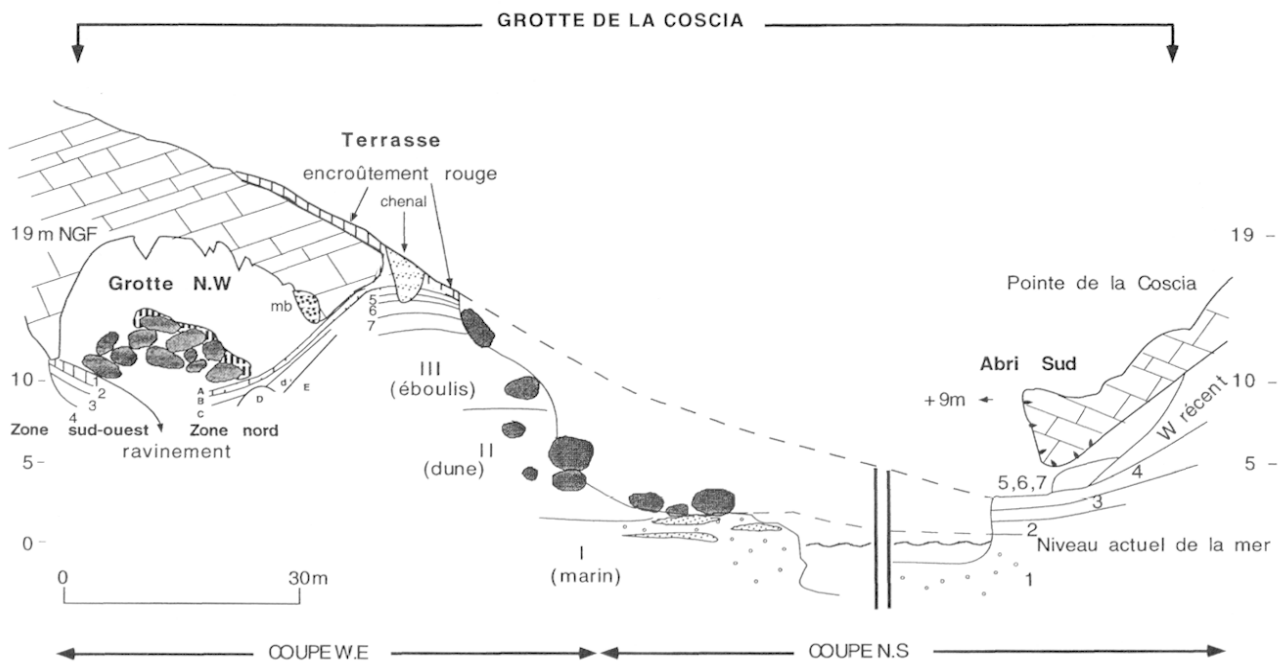 GROTTE DE LA COSCIA
Terrasse
encroûtement rouge
chenal
19 m NGF
19
Grotte N.W
mb
Pointe de la Coscia
5
6
7
III
(éboulis)
Abri Sud
+ 9m
10
10
2
3
4
A
B
C
D
d'
E
W récent
Zone sud-ouest
Zone nord
ravinement
II
(dune)
5
5
5,6,7
4
3
2
0
I
(marin)
Niveau actuel de la mer
1
0
30m
COUPE W.E
COUPE N.S